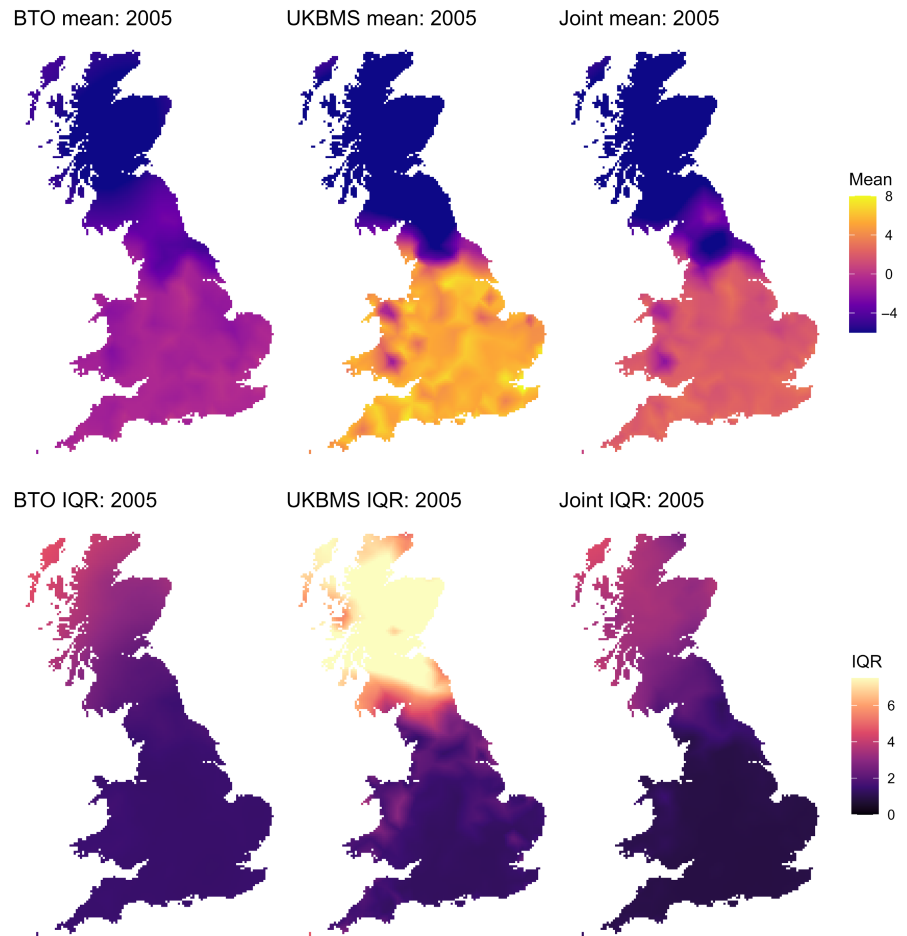 BTO mean: 2005
UKBMS mean: 2005
Joint mean: 2005
Mean
8
4
0
−4
BTO IQR: 2005
UKBMS IQR: 2005
Joint IQR: 2005
IQR
6
4
2
0